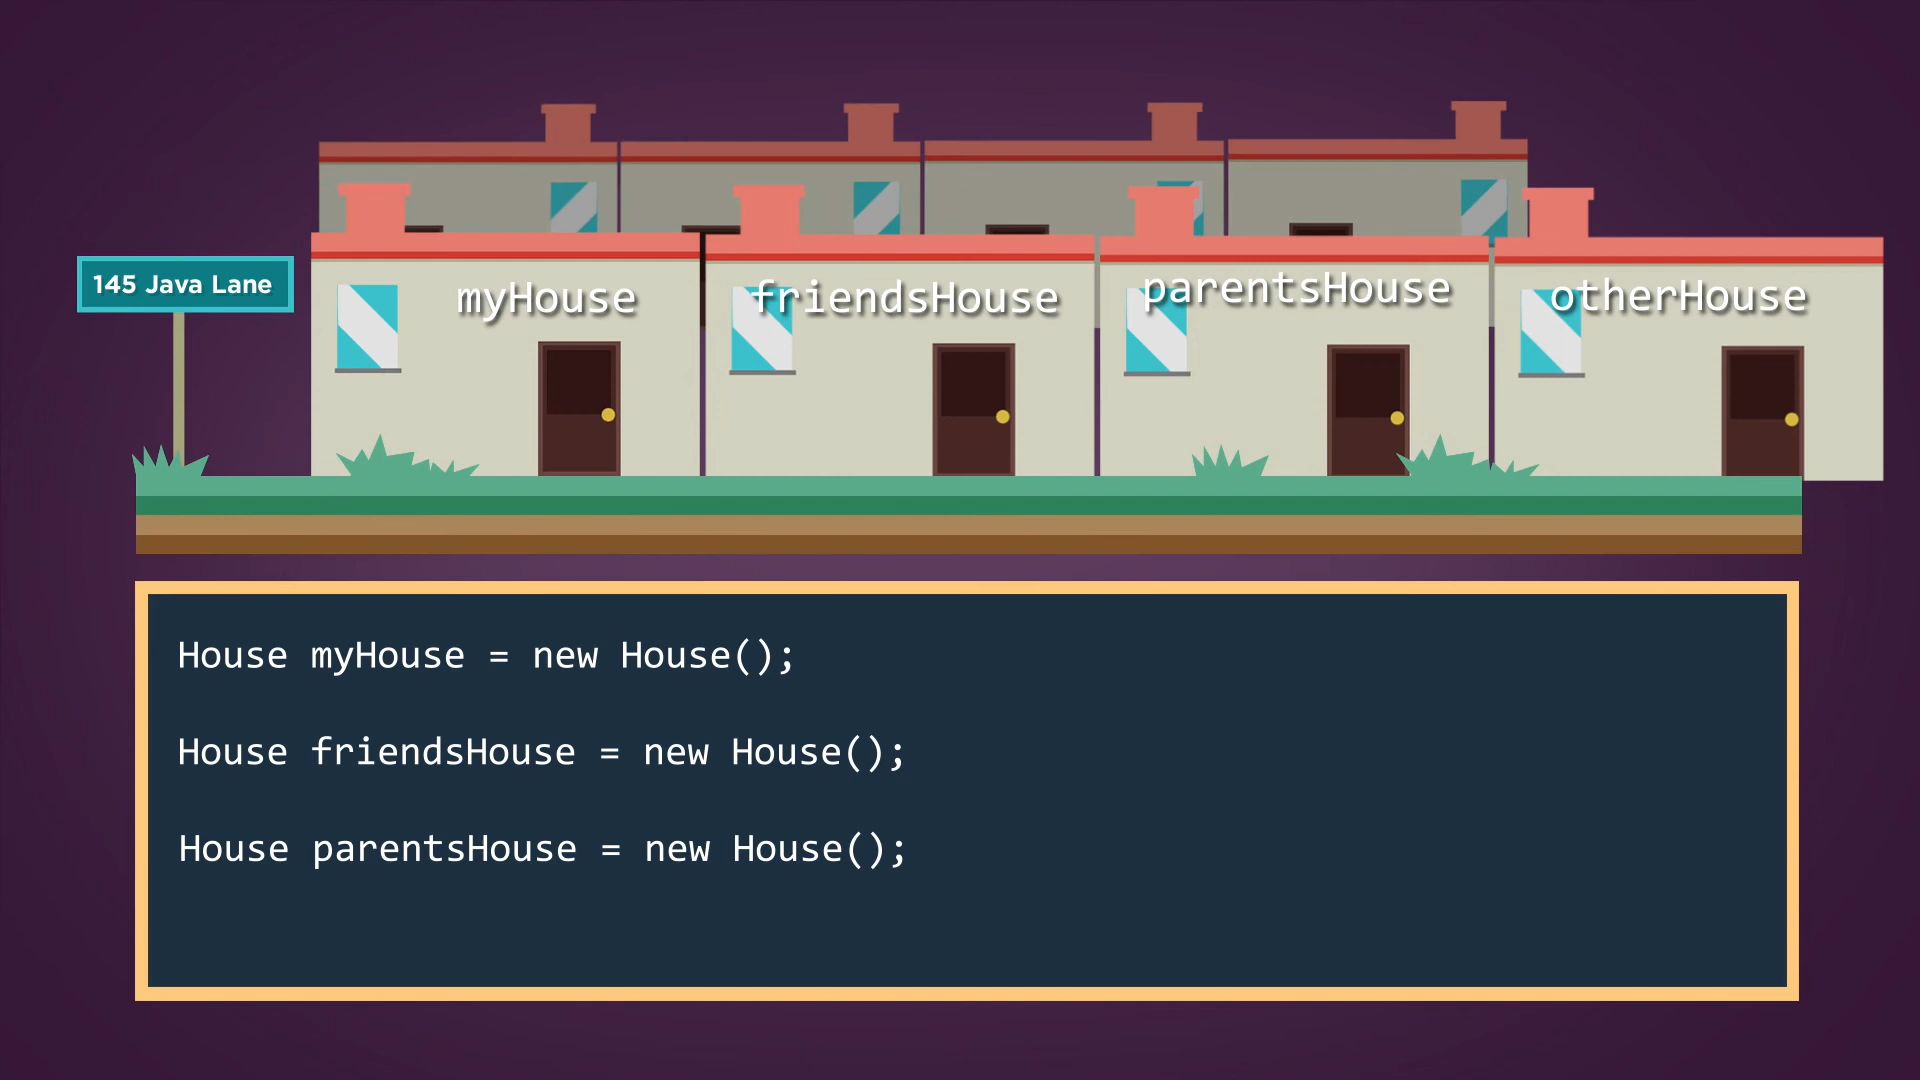 145 Java Lane
myHouse
friendsHouse
parentsHouse
otherHouse
House myHouse = new House();
House friendsHouse = new House();
House parentsHouse = new House();